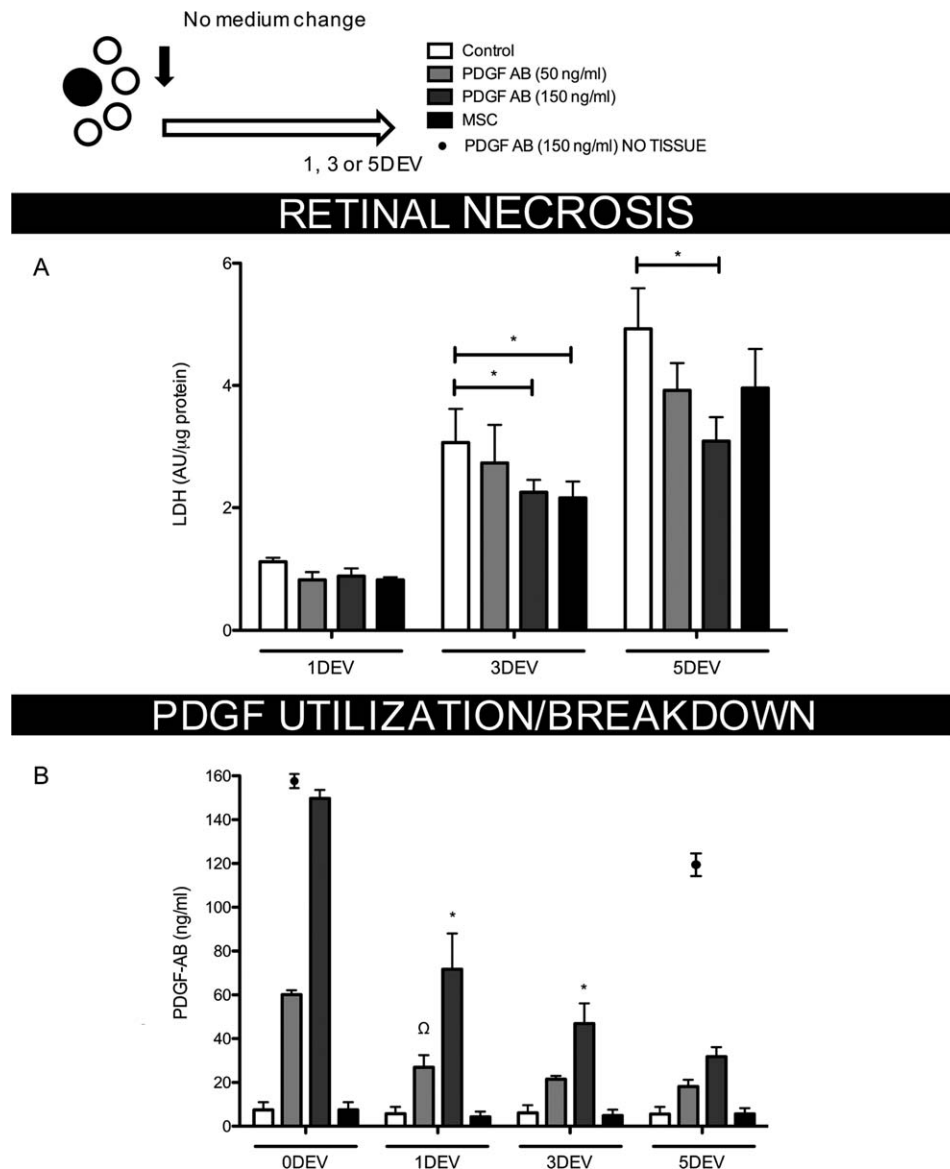 No medium change
1, 3 or 5DEV
Control
PDGF AB (50 ng/ml)
PDGF AB (150 ng/ml)
MSC
PDGF AB (150 ng/ml) NO TISSUE
RETINAL NECROSIS
A
LDH (AU/µg protein)
6
4
2
0
*
*
*
1DEV
3DEV
5DEV
PDGF UTILIZATION/BREAKDOWN
B
PDGF-AB (ng/ml)
160
140
120
100
80
60
40
20
0
Ω
*
*
0DEV
1DEV
3DEV
5DEV